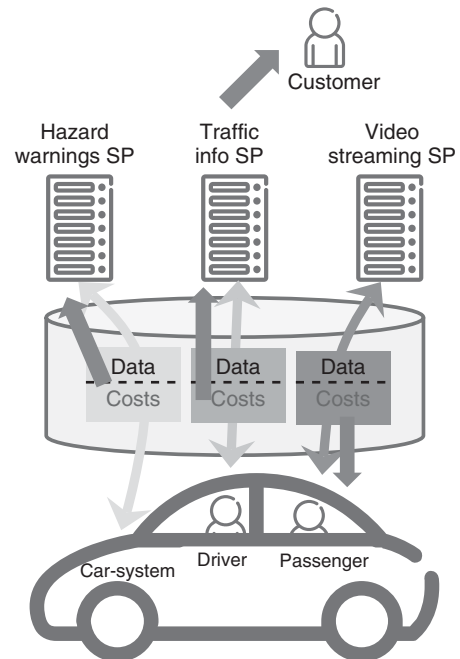 Customer
Hazard
warnings SP
Traffic
info SP
Video
streaming SP
Data
Costs
Data
Costs
Data
Costs
Car-system
Driver
Passenger